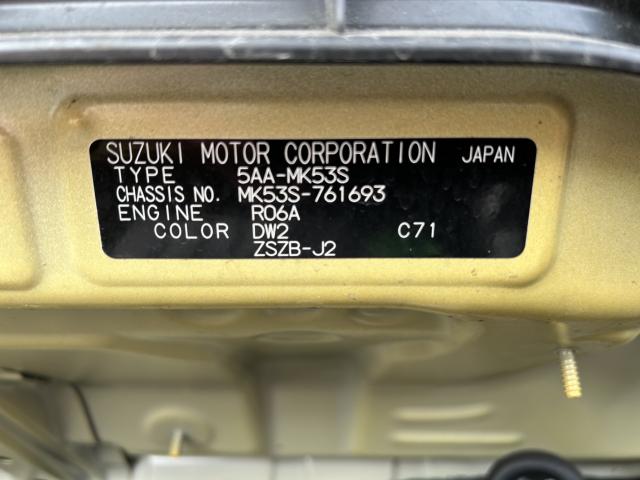 SUZUKI MOTOR CORPORATION JAPAN
TYPE 5AA-MK53S
CHASSIS NO. MK53S-761693
ENGINE R06A
COLOR DW2 C71
ZSZB-J2